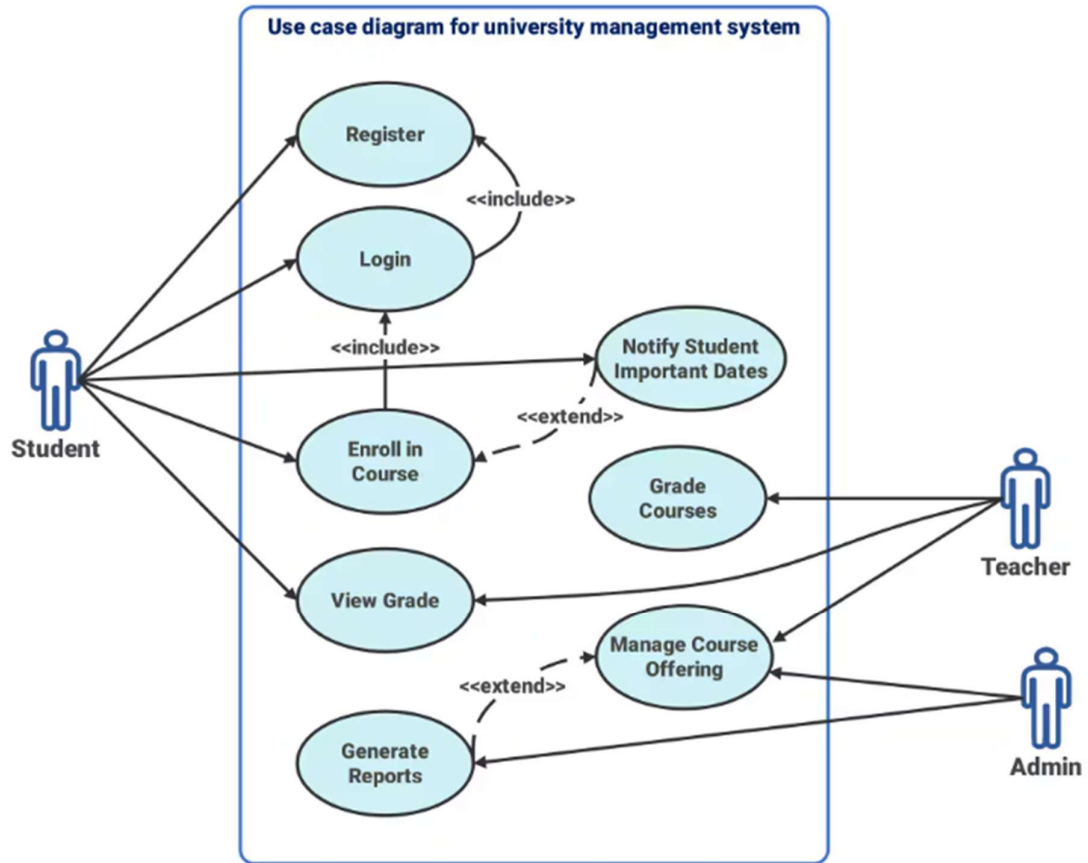 Use case diagram for university management system
Register
<<include>>
Login
<<include>>
Notify Student
Important Dates
<<extend>>
Student
Enroll in
Course
Grade
Courses
Teacher
View Grade
Manage Course
Offering
<<extend>>
Generate
Reports
Admin